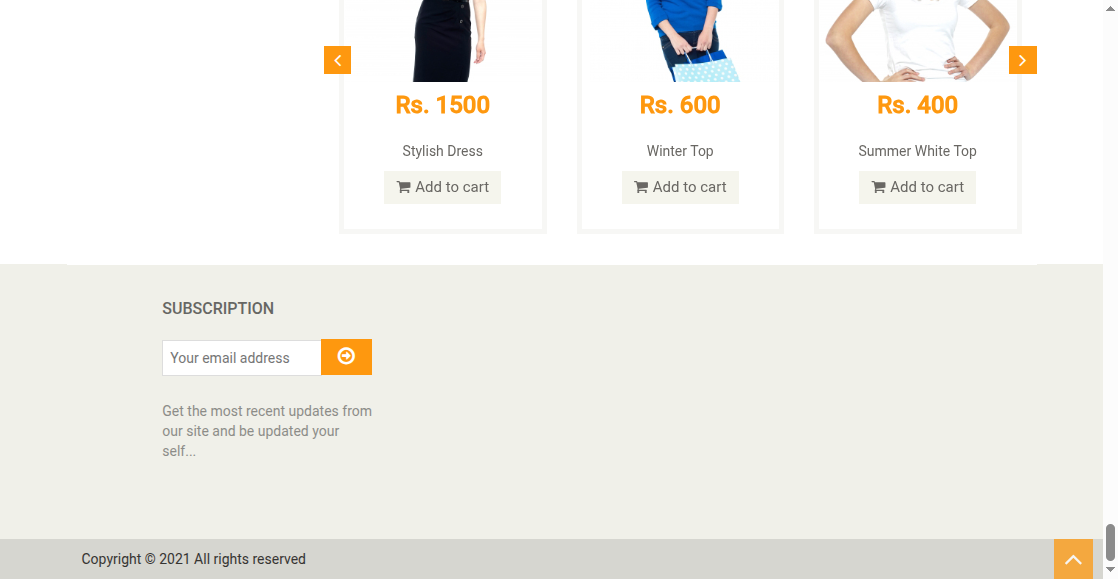 Rs. 1500
Stylish Dress
Add to cart
Rs. 600
Winter Top
Add to cart
Rs. 400
Summer White Top
Add to cart
SUBSCRIPTION
Your email address
Get the most recent updates from
our site and be updated your
self...
Copyright © 2021 All rights reserved